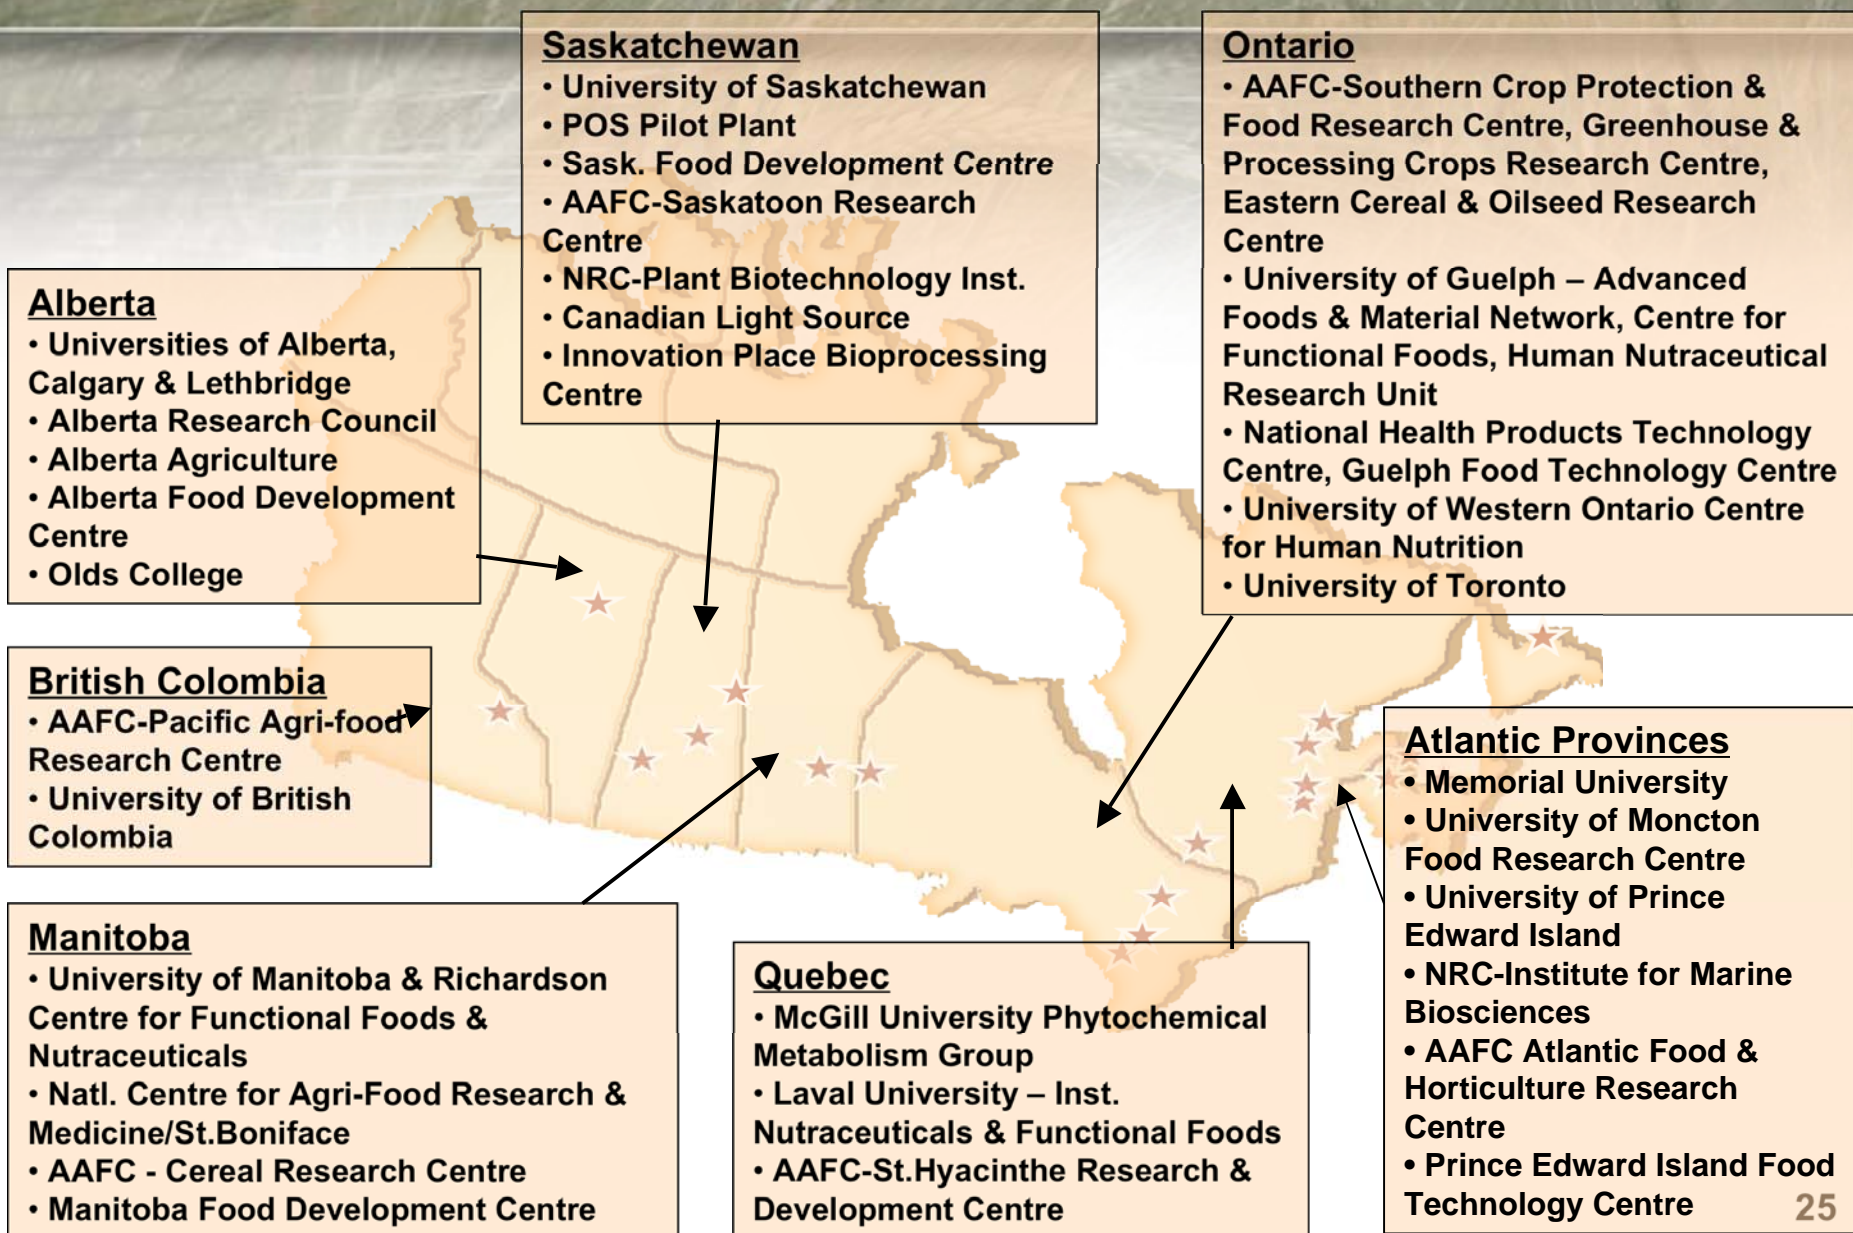 Saskatchewan
• University of Saskatchewan
• POS Pilot Plant
• Sask. Food Development Centre
• AAFC-Saskatoon Research
Centre
• NRC-Plant Biotechnology Inst.
• Canadian Light Source
• Innovation Place Bioprocessing
Centre
Ontario
• AAFC-Southern Crop Protection &
Food Research Centre, Greenhouse &
Processing Crops Research Centre,
Eastern Cereal & Oilseed Research
Centre
• University of Guelph – Advanced
Foods & Material Network, Centre for
Functional Foods, Human Nutraceutical
Research Unit
• National Health Products Technology
Centre, Guelph Food Technology Centre
• University of Western Ontario Centre
for Human Nutrition
• University of Toronto
Alberta
• Universities of Alberta,
Calgary & Lethbridge
• Alberta Research Council
• Alberta Agriculture
• Alberta Food Development
Centre
• Olds College
British Colombia
• AAFC-Pacific Agri-food
Research Centre
• University of British
Colombia
Atlantic Provinces
• Memorial University
• University of Moncton
Food Research Centre
• University of Prince
Edward Island
• NRC-Institute for Marine
Biosciences
• AAFC Atlantic Food &
Horticulture Research
Centre
• Prince Edward Island Food
Technology Centre
Manitoba
• University of Manitoba & Richardson
Centre for Functional Foods &
Nutraceuticals
• Natl. Centre for Agri-Food Research &
Medicine/St.Boniface
• AAFC - Cereal Research Centre
• Manitoba Food Development Centre
Quebec
• McGill University Phytochemical
Metabolism Group
• Laval University – Inst.
Nutraceuticals & Functional Foods
• AAFC-St.Hyacinthe Research &
Development Centre
25